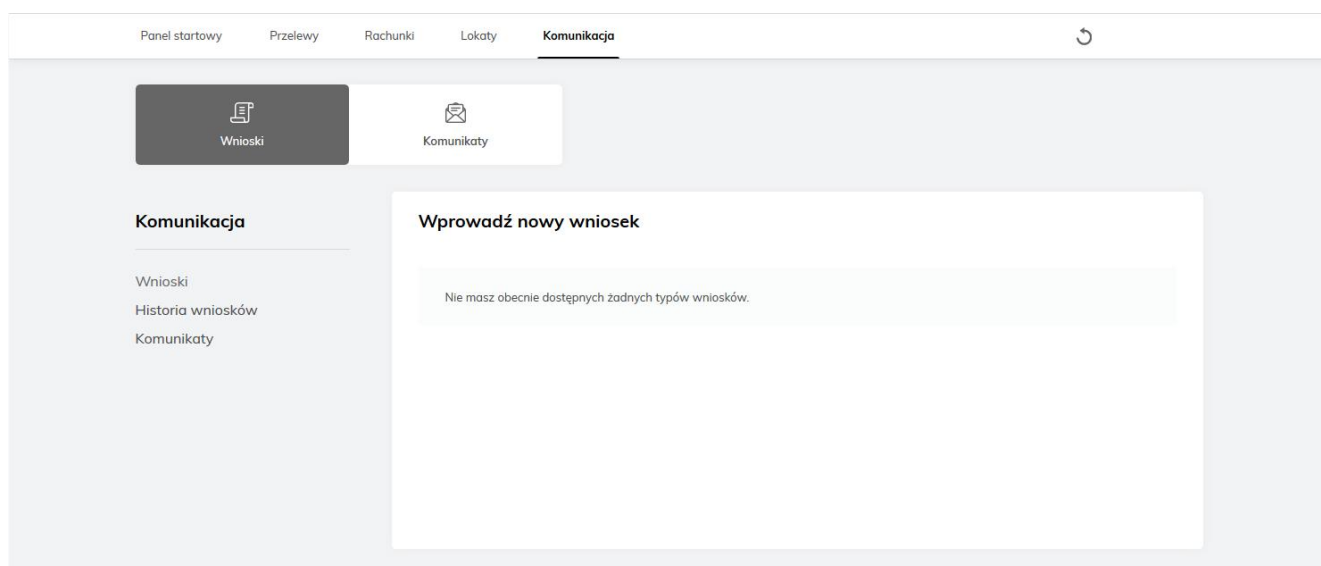 Panel startowy Przelewy Rachunki Lokaty Komunikacja
Wnioski Komunikaty
Komunikacja
Wnioski
Historia wniosków
Komunikaty
Wprowadź nowy wniosek
Nie masz obecnie dostępnych żadnych typów wniosków.